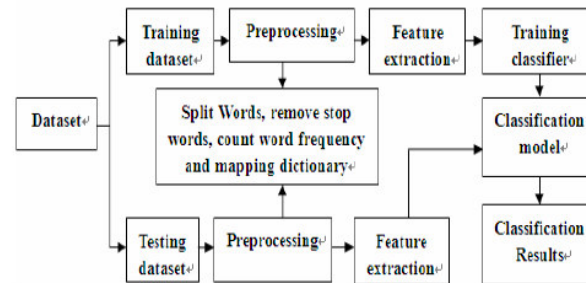 Training
dataset
Preprocessing
Feature
extraction
Training
classifier
Dataset
Split Words, remove stop
words, count word frequency
and mapping dictionary
Classification
model
Testing
dataset
Preprocessing
Feature
extraction
Classification
Results